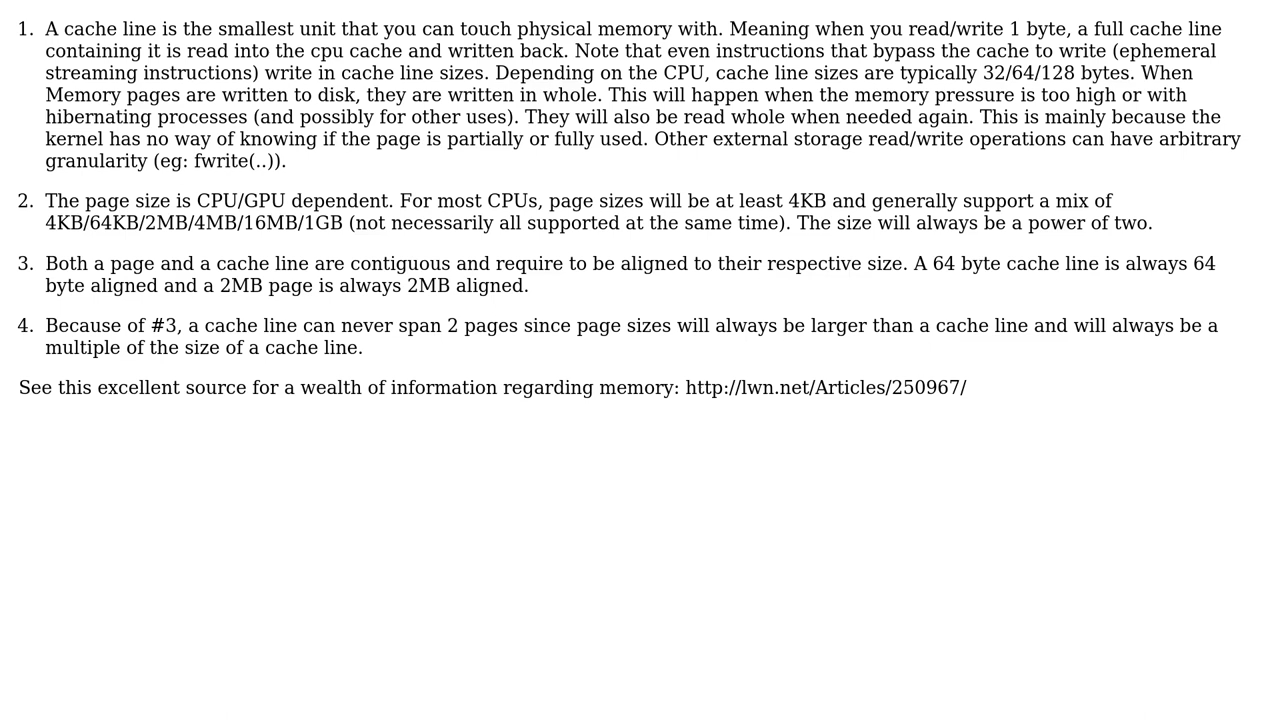 1. A cache line is the smallest unit that you can touch physical memory with. Meaning when you read/write 1 byte, a full cache line
containing it is read into the cpu cache and written back. Note that even instructions that bypass the cache to write (ephemeral
streaming instructions) write in cache line sizes. Depending on the CPU, cache line sizes are typically 32/64/128 bytes. When
Memory pages are written to disk, they are written in whole. This will happen when the memory pressure is too high or with
hibernating processes (and possibly for other uses). They will also be read whole when needed again. This is mainly because the
kernel has no way of knowing if the page is partially or fully used. Other external storage read/write operations can have arbitrary
granularity (eg: fwrite(..)).
2. The page size is CPU/GPU dependent. For most CPUs, page sizes will be at least 4KB and generally support a mix of
4KB/64KB/2MB/4MB/16MB/1GB (not necessarily all supported at the same time). The size will always be a power of two.
3. Both a page and a cache line are contiguous and require to be aligned to their respective size. A 64 byte cache line is always 64
byte aligned and a 2MB page is always 2MB aligned.
4. Because of #3, a cache line can never span 2 pages since page sizes will always be larger than a cache line and will always be a
multiple of the size of a cache line.
See this excellent source for a wealth of information regarding memory: http://lwn.net/Articles/250967/